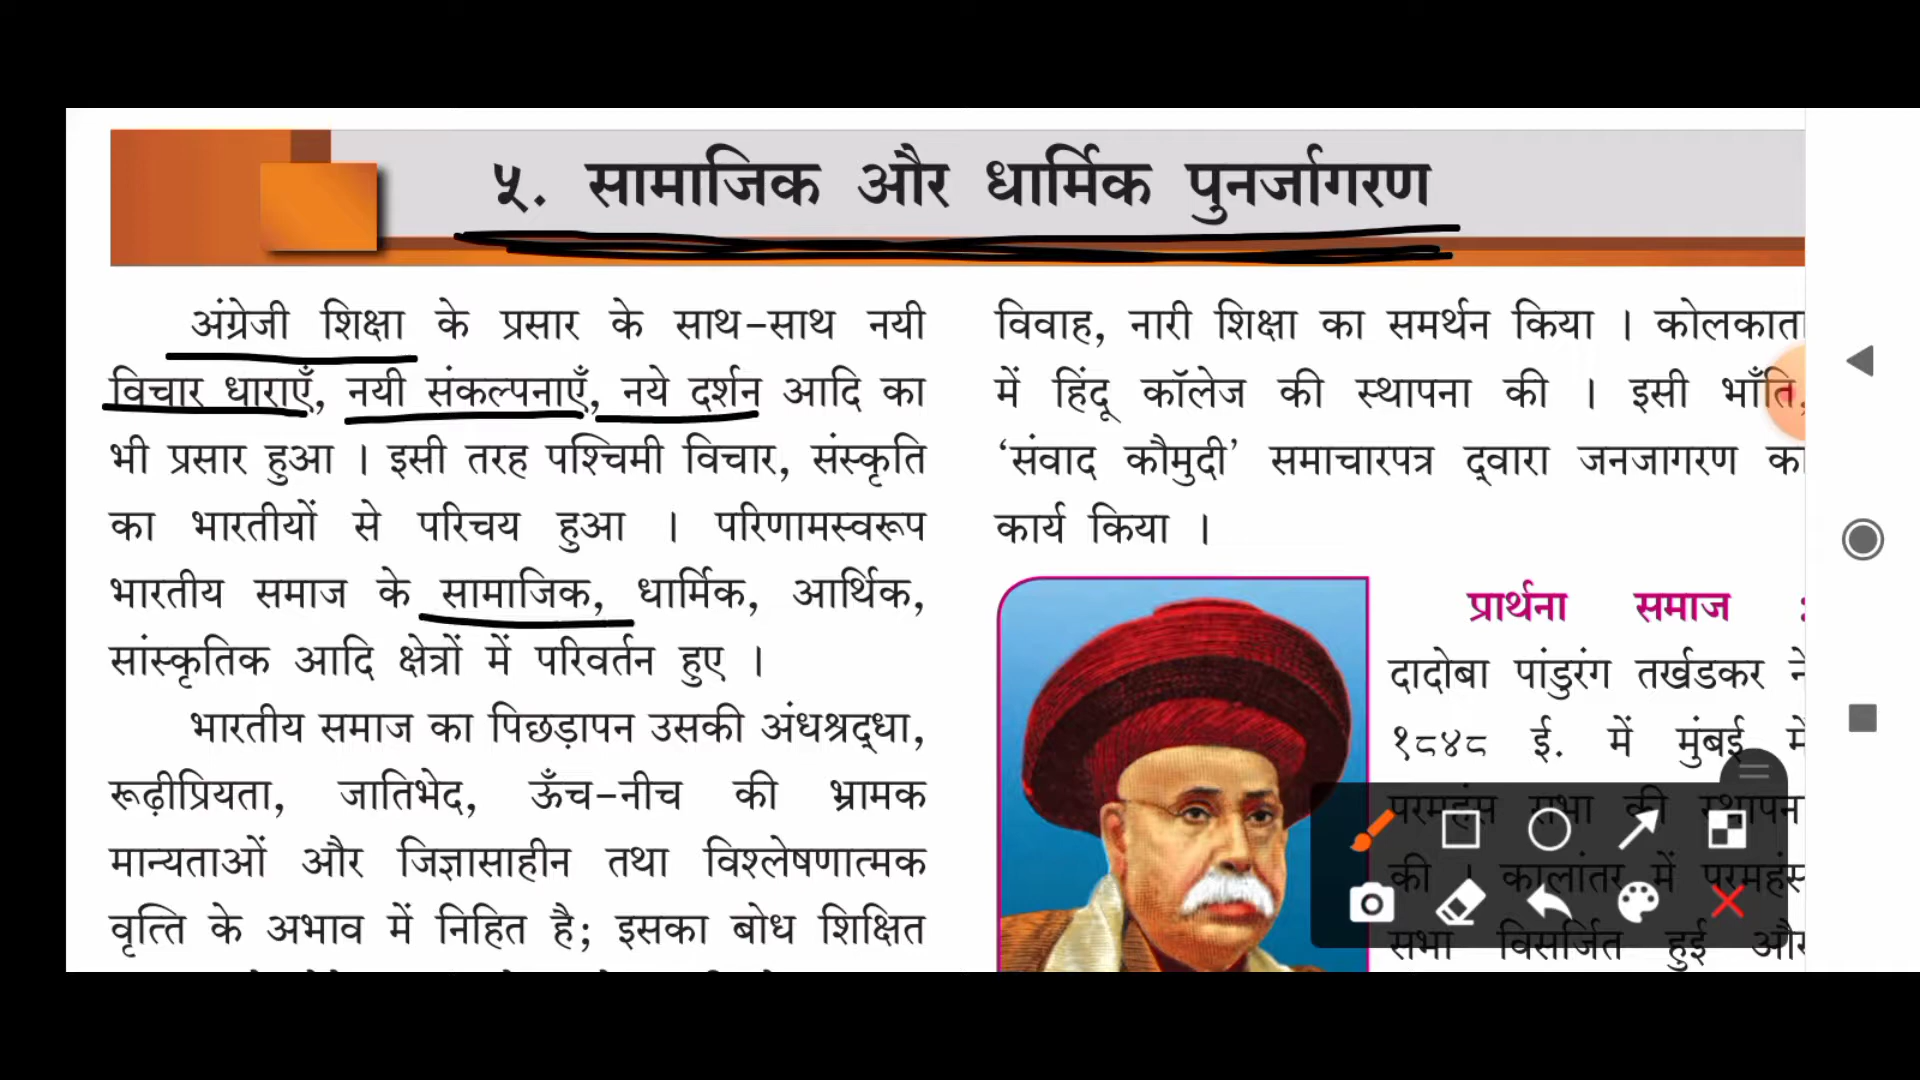 ५. सामाजिक और धार्मिक पुनर्जागरण
अंग्रेजी शिक्षा के प्रसार के साथ-साथ नयी
विचार धाराएँ, नयी संकल्पनाएँ, नये दर्शन आदि का
भी प्रसार हुआ । इसी तरह पश्चिमी विचार, संस्कृति
का भारतीयों से परिचय हुआ । परिणामस्वरूप
भारतीय समाज के सामाजिक, धार्मिक, आर्थिक,
सांस्कृतिक आदि क्षेत्रों में परिवर्तन हुए ।
भारतीय समाज का पिछड़ापन उसकी अंधश्रद्‌धा,
रूढ़ीप्रियता, जातिभेद, ऊँच-नीच की भ्रामक
मान्यताओं और जिज्ञासाहीन तथा विश्लेषणात्मक
वृत्ति के अभाव में निहित है; इसका बोध शिक्षित
विवाह, नारी शिक्षा का समर्थन किया । कोलकाता
में हिंदू कॉलेज की स्थापना की । इसी भाँति,
‘संवाद कौमुदी’ समाचारपत्र द्‌वारा जनजागरण का
कार्य किया ।
प्रार्थना समाज :
दादोबा पांडुरंग तर्खडकर ने
१८४८ ई. में मुंबई में
परमहंस सभा की स्थापना
की । कालांतर में परमहंस
सभा विसर्जित हुई और